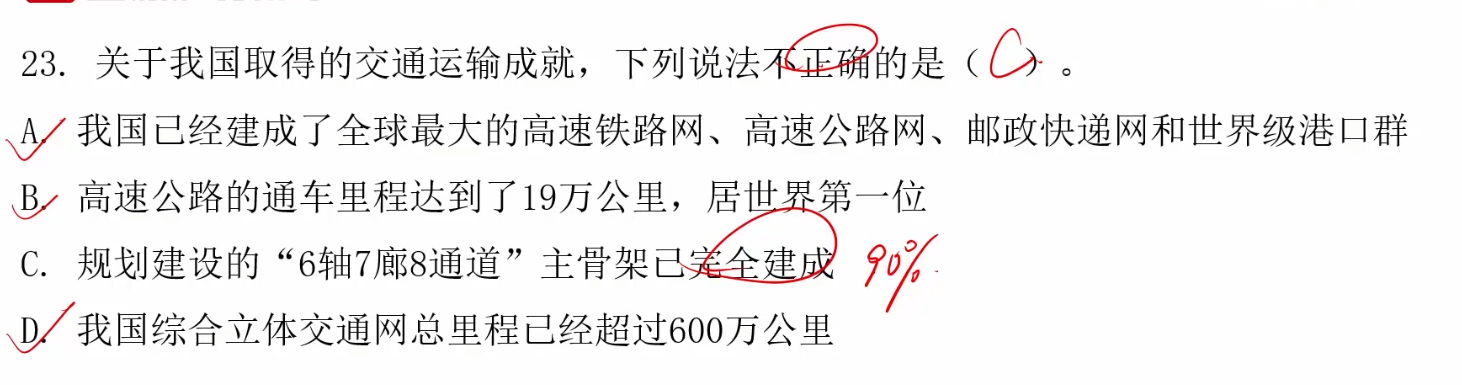 23. 关于我国取得的交通运输成就，下列说法不正确的是（C）。
A. 我国已经建成了全球最大的高速铁路网、高速公路网、邮政快递网和世界级港口群
B. 高速公路的通车里程达到了19万公里，居世界第一位
C. 规划建设的“6轴7廊8通道”主骨架已完全建成 90%
D. 我国综合立体交通网总里程已经超过600万公里